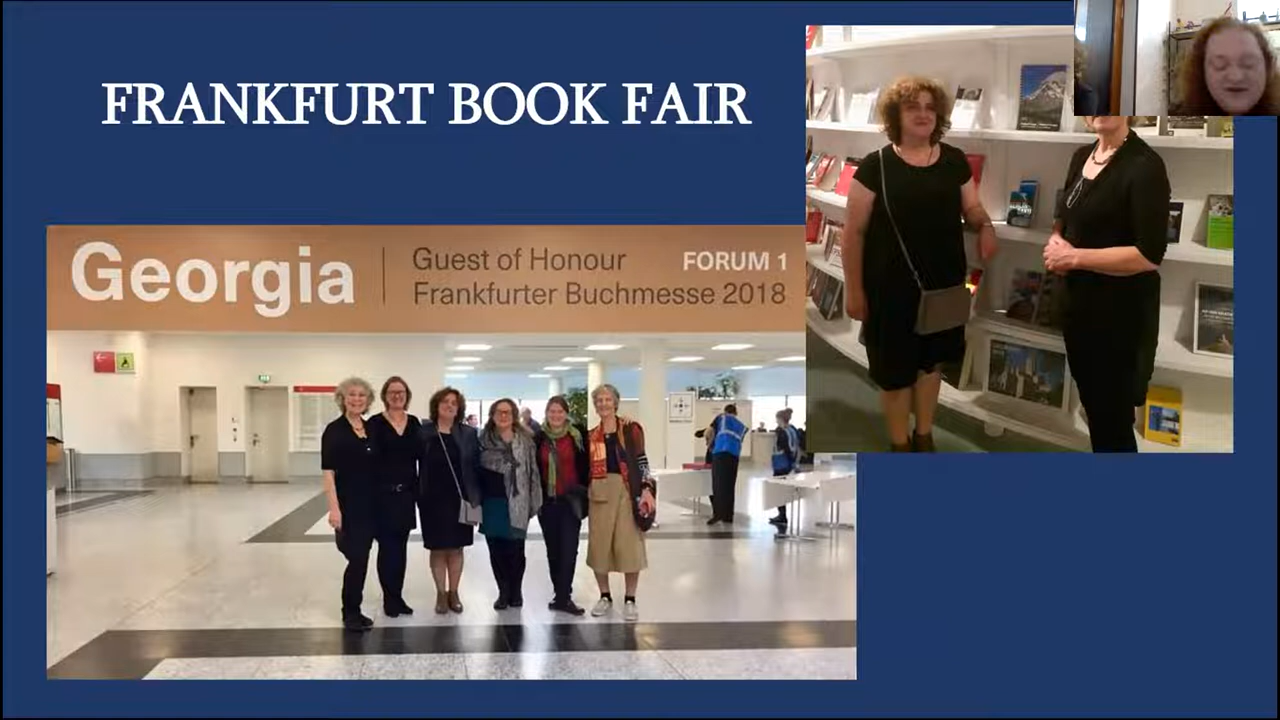 FRANKFURT BOOK FAIR
Georgia
Guest of Honour
Frankfurter Buchmesse 2018
FORUM 1